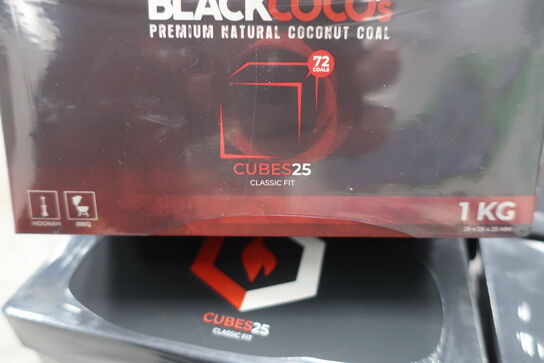 BLACKCOCOs
PREMIUM NATURAL COCONUT COAL
72
COALS
CUBES25
CLASSIC FIT
HOOKAH
BBQ
1 KG
25 x 25 x 25 MM
CUBES25
CLASSIC FIT